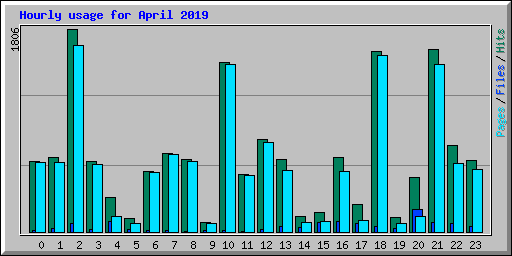 Hourly usage for April 2019
1806
Pages / Files / Hits
0 1 2 3 4 5 6 7 8 9 10 11 12 13 14 15 16 17 18 19 20 21 22 23